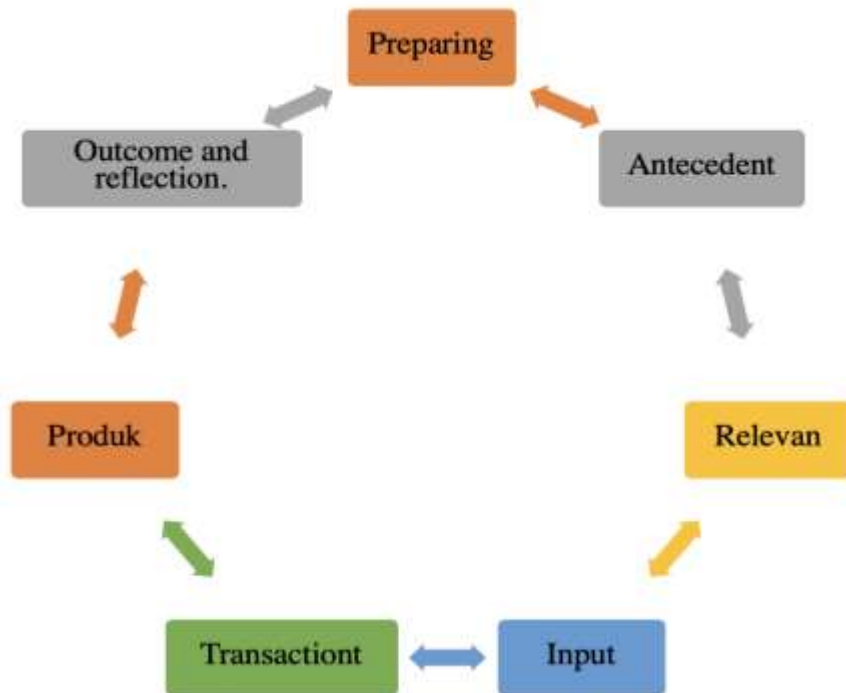 Preparing
Antecedent
Relevan
Input
Transactiont
Produk
Outcome and
reflection.